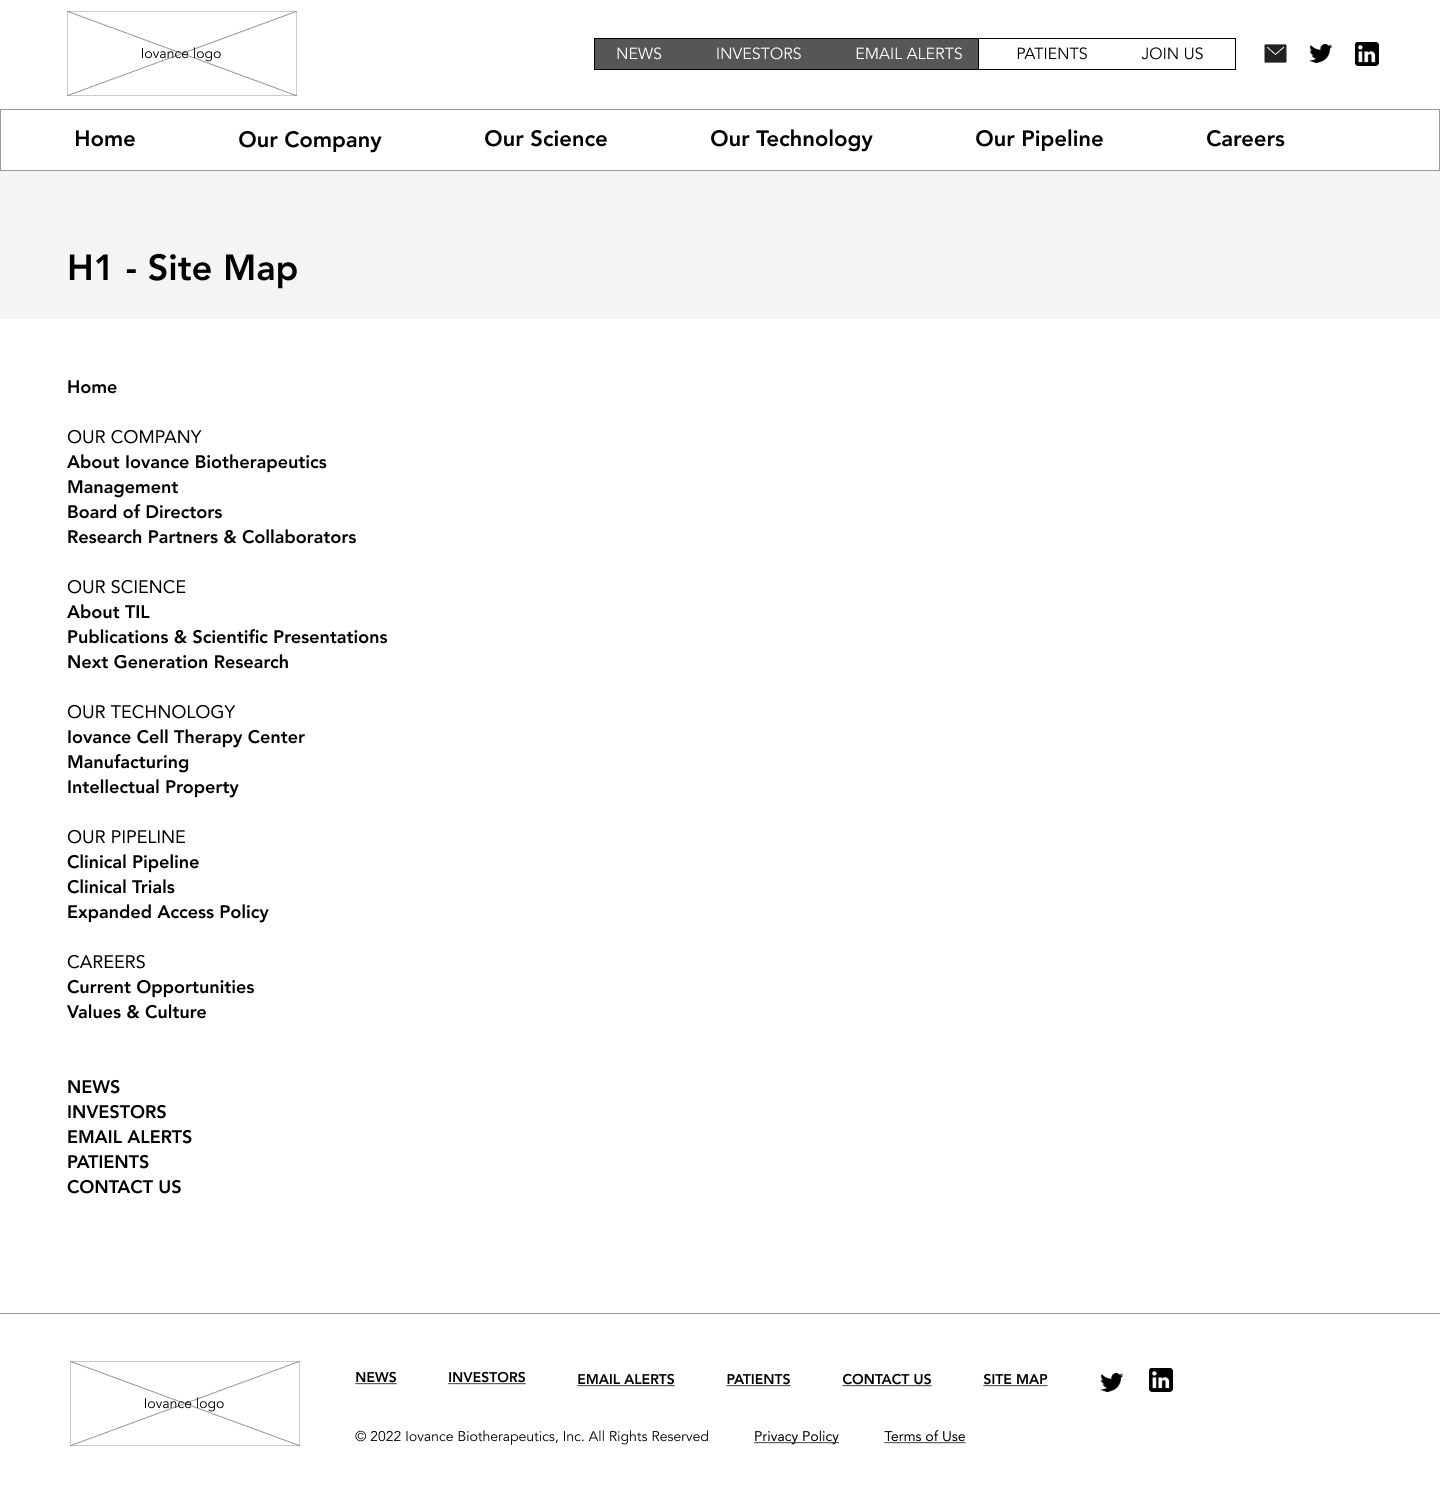 Iovance logo
NEWS INVESTORS EMAIL ALERTS PATIENTS JOIN US
in
Home Our Company Our Science Our Technology Our Pipeline Careers
H1 - Site Map
Home
OUR COMPANY
About Iovance Biotherapeutics
Management
Board of Directors
Research Partners & Collaborators
OUR SCIENCE
About TIL
Publications & Scientific Presentations
Next Generation Research
OUR TECHNOLOGY
Iovance Cell Therapy Center
Manufacturing
Intellectual Property
OUR PIPELINE
Clinical Pipeline
Clinical Trials
Expanded Access Policy
CAREERS
Current Opportunities
Values & Culture
NEWS
INVESTORS
EMAIL ALERTS
PATIENTS
CONTACT US
Iovance logo
NEWS INVESTORS EMAIL ALERTS PATIENTS CONTACT US SITE MAP
in
© 2022 Iovance Biotherapeutics, Inc. All Rights Reserved Privacy Policy Terms of Use